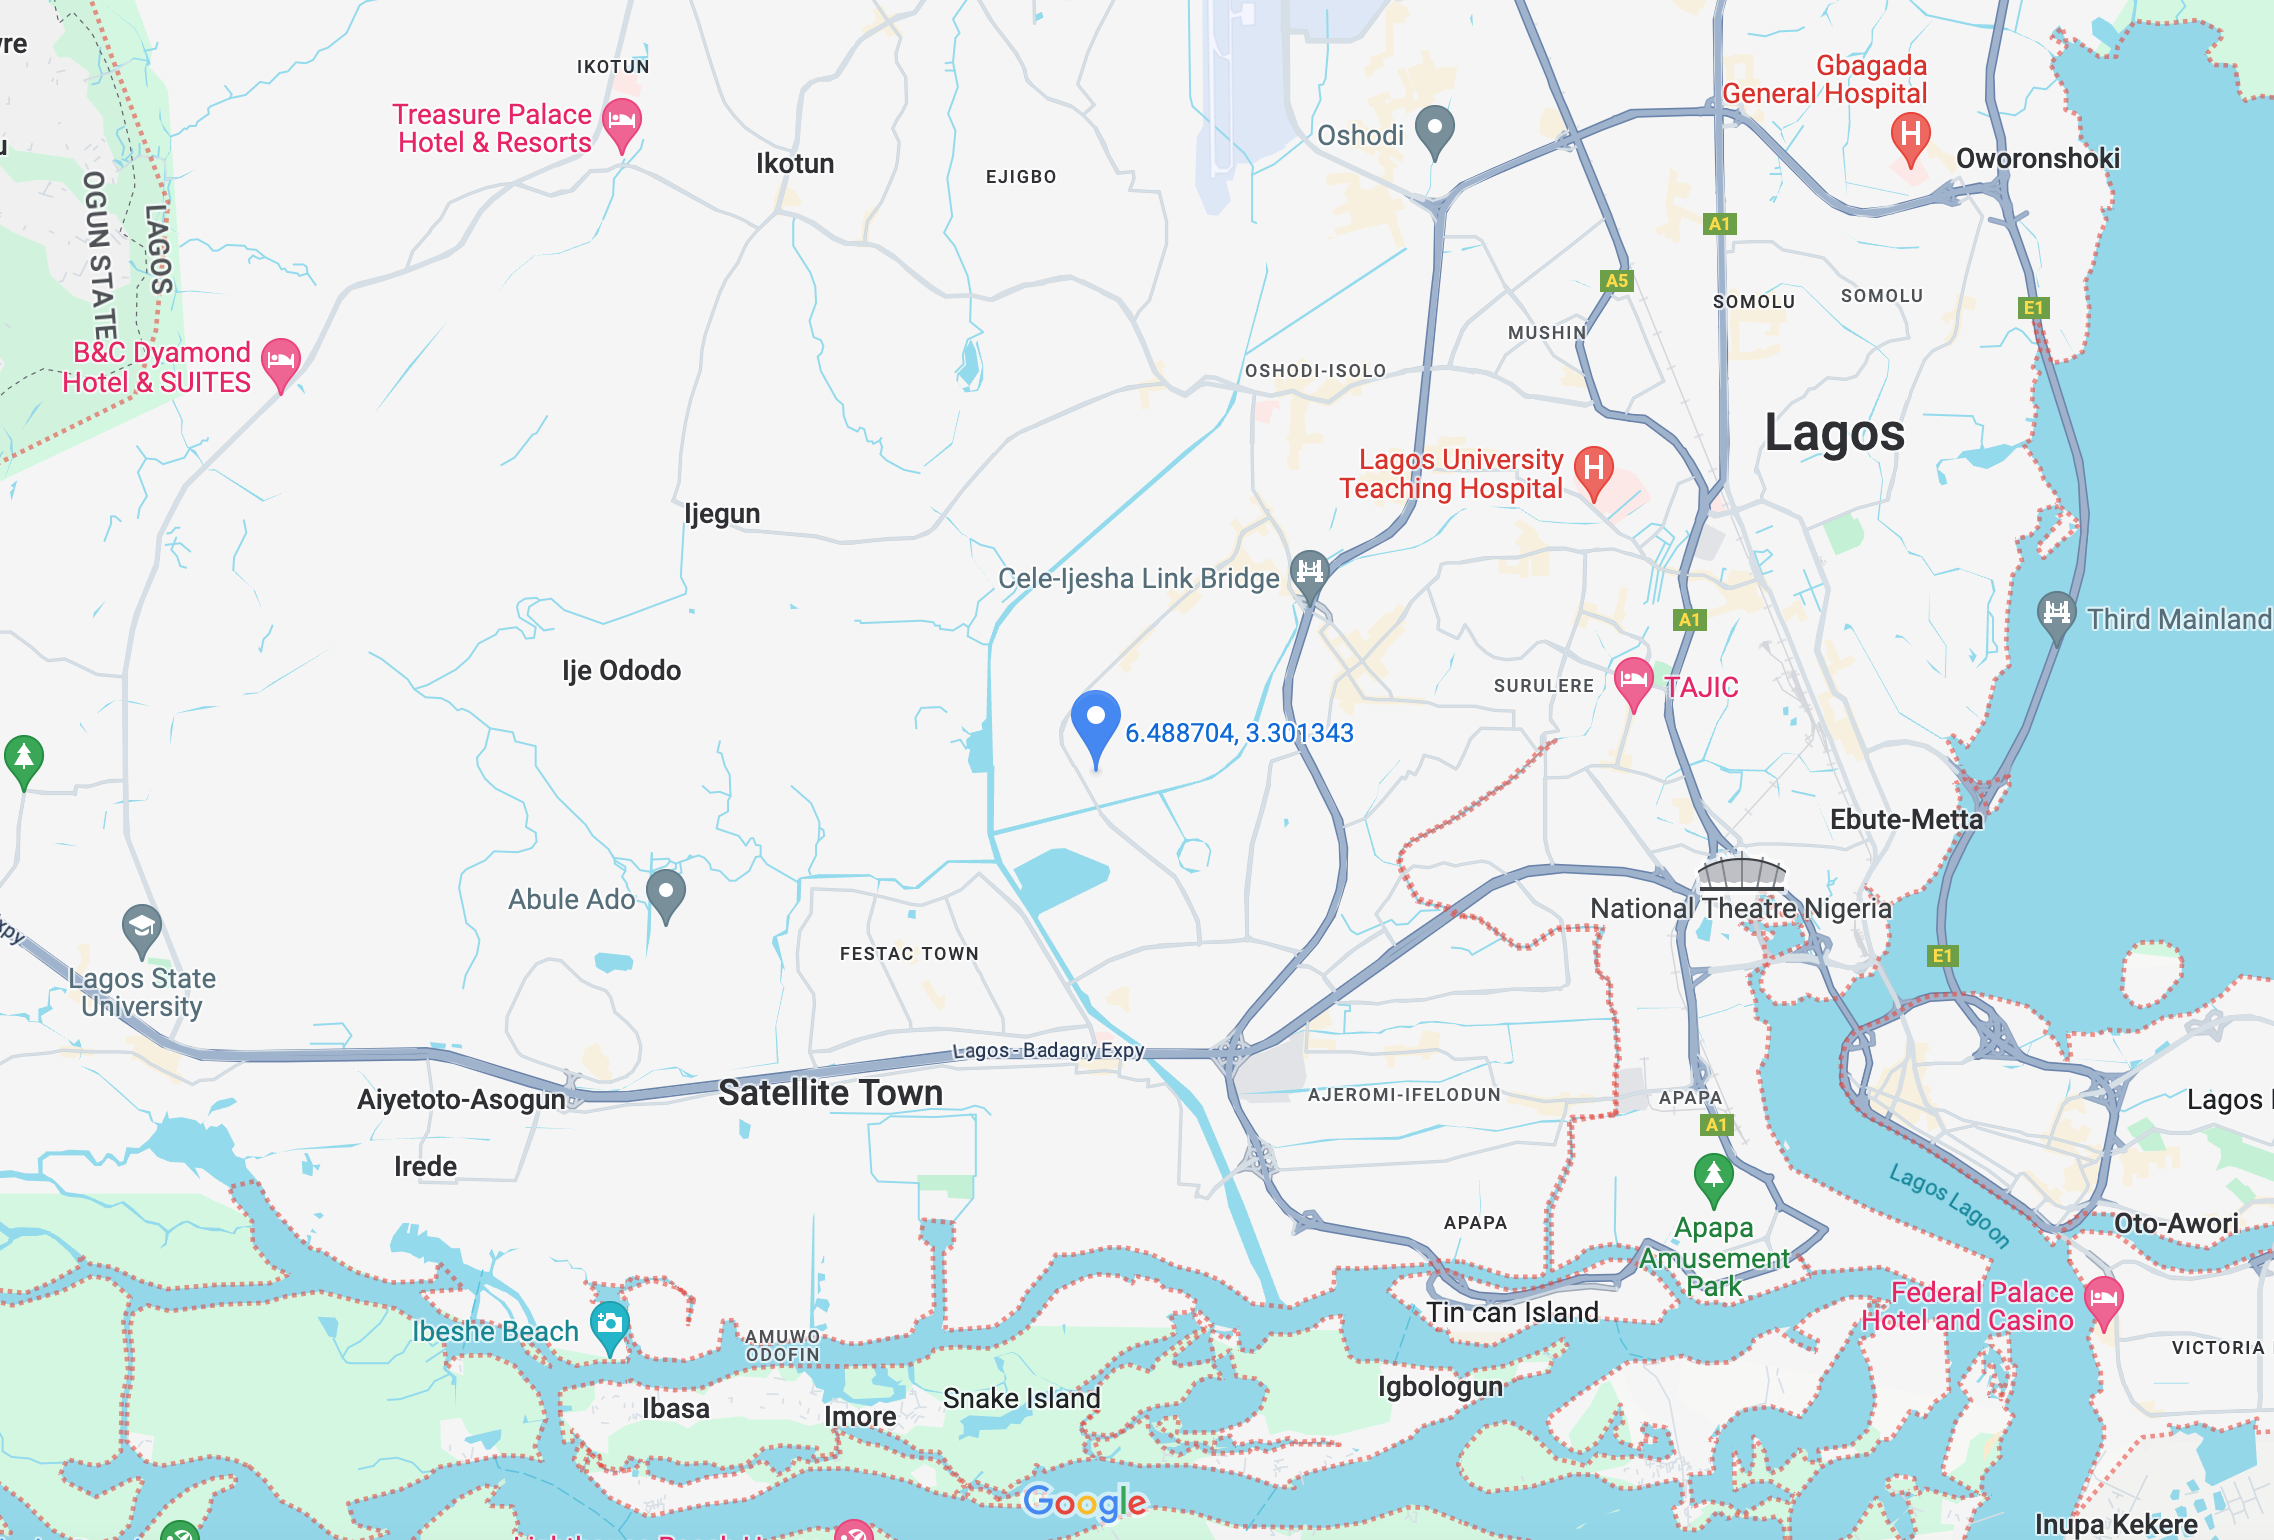 IKOTUN
Gbagada
General Hospital
Treasure Palace
Hotel & Resorts
Oshodi
Ikotun
EJIGBO
Oworonshoki
OGUN STATE
LAGOS
A1
A5
SOMOLU
SOMOLU
E1
MUSHIN
B&C Dyamond
Hotel & SUITES
OSHODI-ISOLO
Lagos
Lagos University
Teaching Hospital
Ijegun
Cele-Ijesha Link Bridge
A1
Third Mainland
Ije Ododo
SURULERE
TAJIC
6.488704, 3.301343
Ebute-Metta
Abule Ado
National Theatre Nigeria
FESTAC TOWN
E1
Lagos State
University
Lagos - Badagry Expy
Satellite Town
Aiyetoto-Asogun
AJEROMI-IFELODUN
APAPA
Lagos
A1
Irede
Lagos Lagoon
APAPA
Apapa
Amusement
Park
Oto-Awori
Federal Palace
Hotel and Casino
Tin can Island
Ibeshe Beach
AMUWO
ODOFIN
VICTORIA
Snake Island
Igbologun
Ibasa
Imore
Google
Inupa Kekere